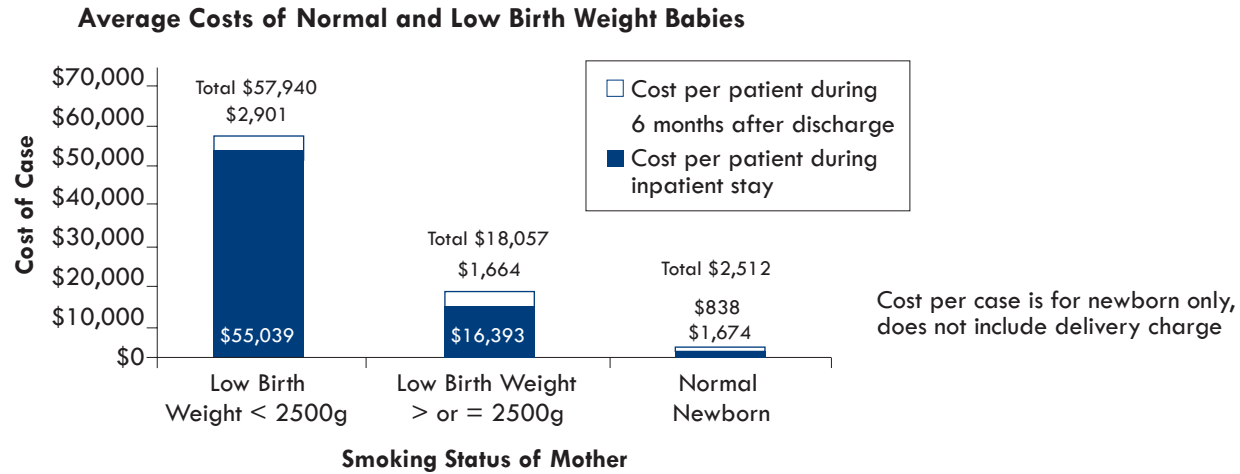 Average Costs of Normal and Low Birth Weight Babies
Cost of Case
$70,000
$60,000
$50,000
$40,000
$30,000
$20,000
$10,000
$0
Total $57,940
$2,901
$55,039
Total $18,057
$1,664
$16,393
Total $2,512
$838
$1,674
Cost per patient during
6 months after discharge
Cost per patient during
inpatient stay
Cost per case is for newborn only,
does not include delivery charge
Low Birth
Weight < 2500g
Low Birth Weight
> or = 2500g
Normal
Newborn
Smoking Status of Mother